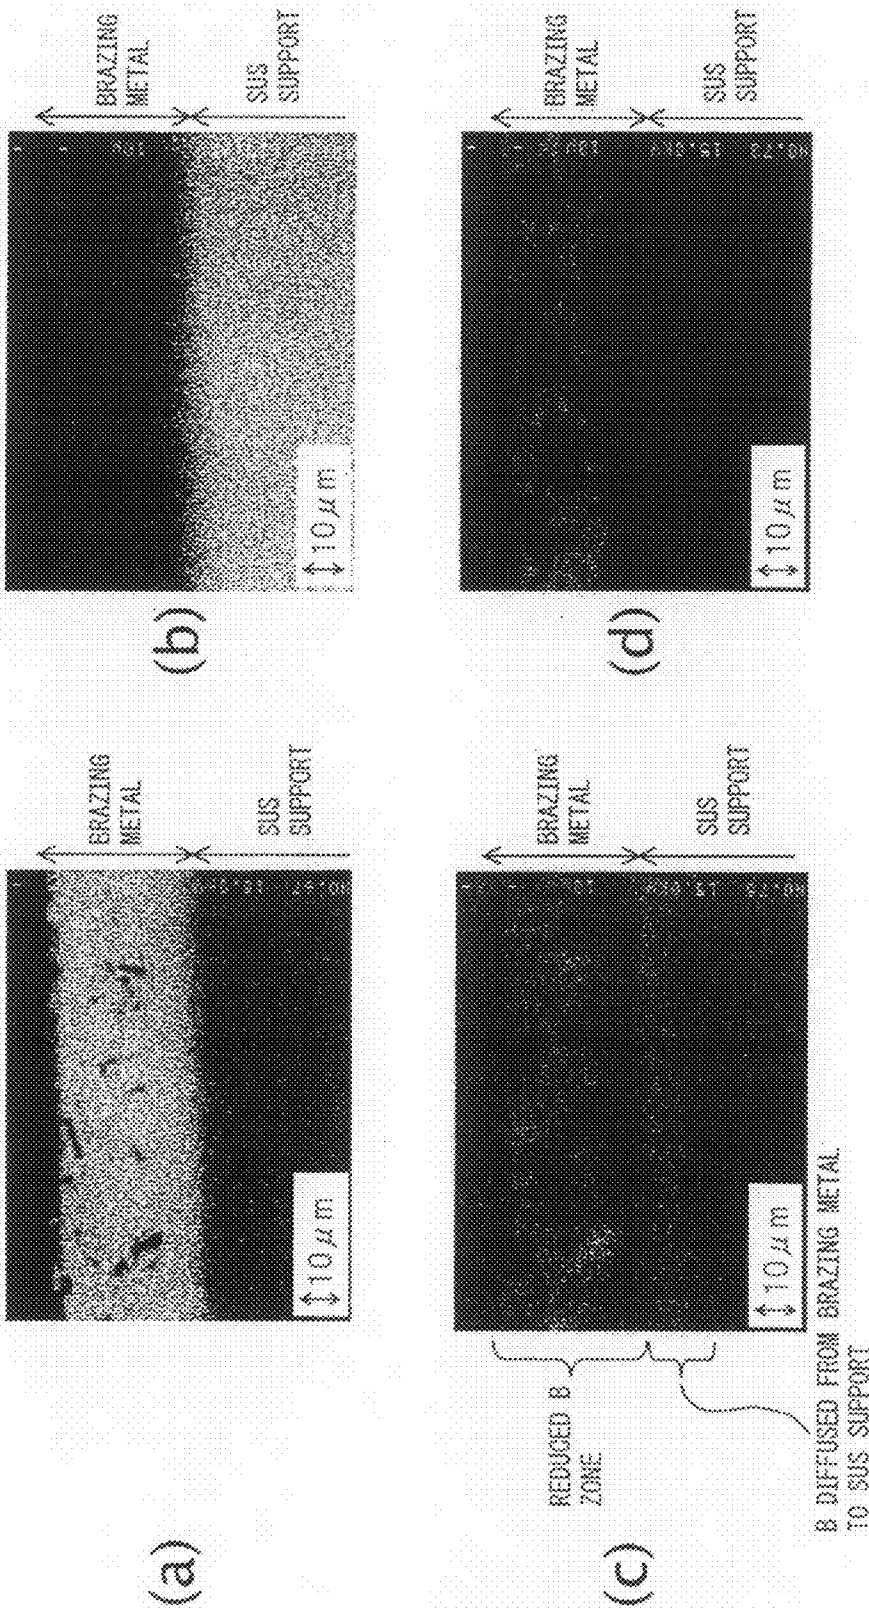 (a)
BRAZING
METAL
SUS
SUPPORT
10μm
(b)
BRAZING
METAL
SUS
SUPPORT
10μm
(c)
REDUCED B
ZONE
BRAZING
METAL
SUS
SUPPORT
10μm
B DIFFUSED FROM BRAZING METAL
TO SUS SUPPORT
(d)
BRAZING
METAL
SUS
SUPPORT
10μm